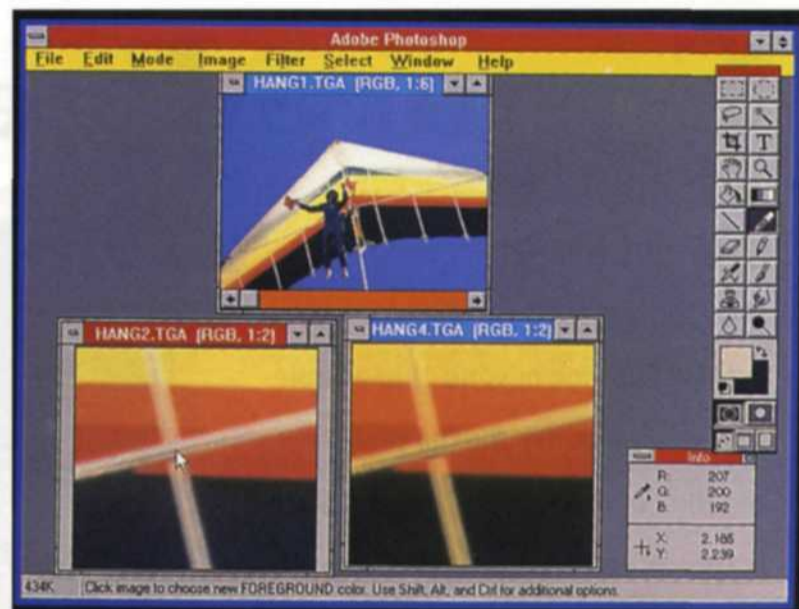 Adobe Photoshop
File Edit Mode Image Filter Select Window Help
HANG1.TGA (RGB, 1:6)
T
HANG2.TGA (RGB, 1:2)
HANG4.TGA (RGB, 1:2)
Info
R: 207
G: 200
B: 192
X: 2.185
Y: 2.239
434K Click image to choose new FOREGROUND color. Use Shift, Alt, and Ctrl for additional options.